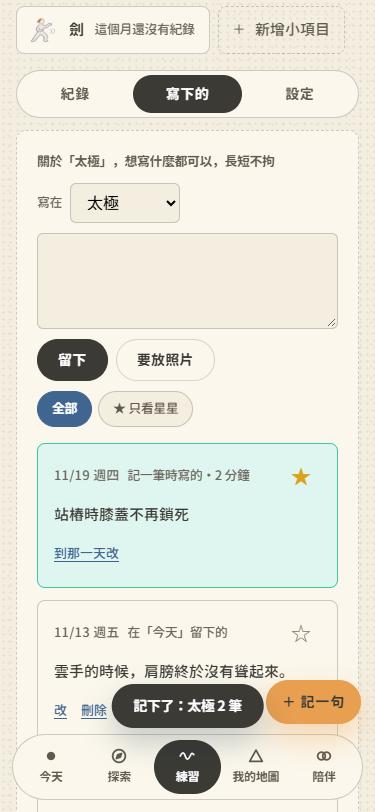 劍 這個月還沒有紀錄
＋ 新增小項目
紀錄 寫下的 設定
關於「太極」，想寫什麼都可以，長短不拘
寫在 太極
留下 要放照片
全部 ★ 只看星星
11/19 週四 記一筆時寫的・2 分鐘
站樁時膝蓋不再鎖死
到那一天改
11/13 週五 在「今天」留下的
雲手的時候，肩膀終於沒有聳起來。
改 刪除
記下了：太極 2 筆
＋ 記一句
今天 探索 練習 我的地圖 陪伴